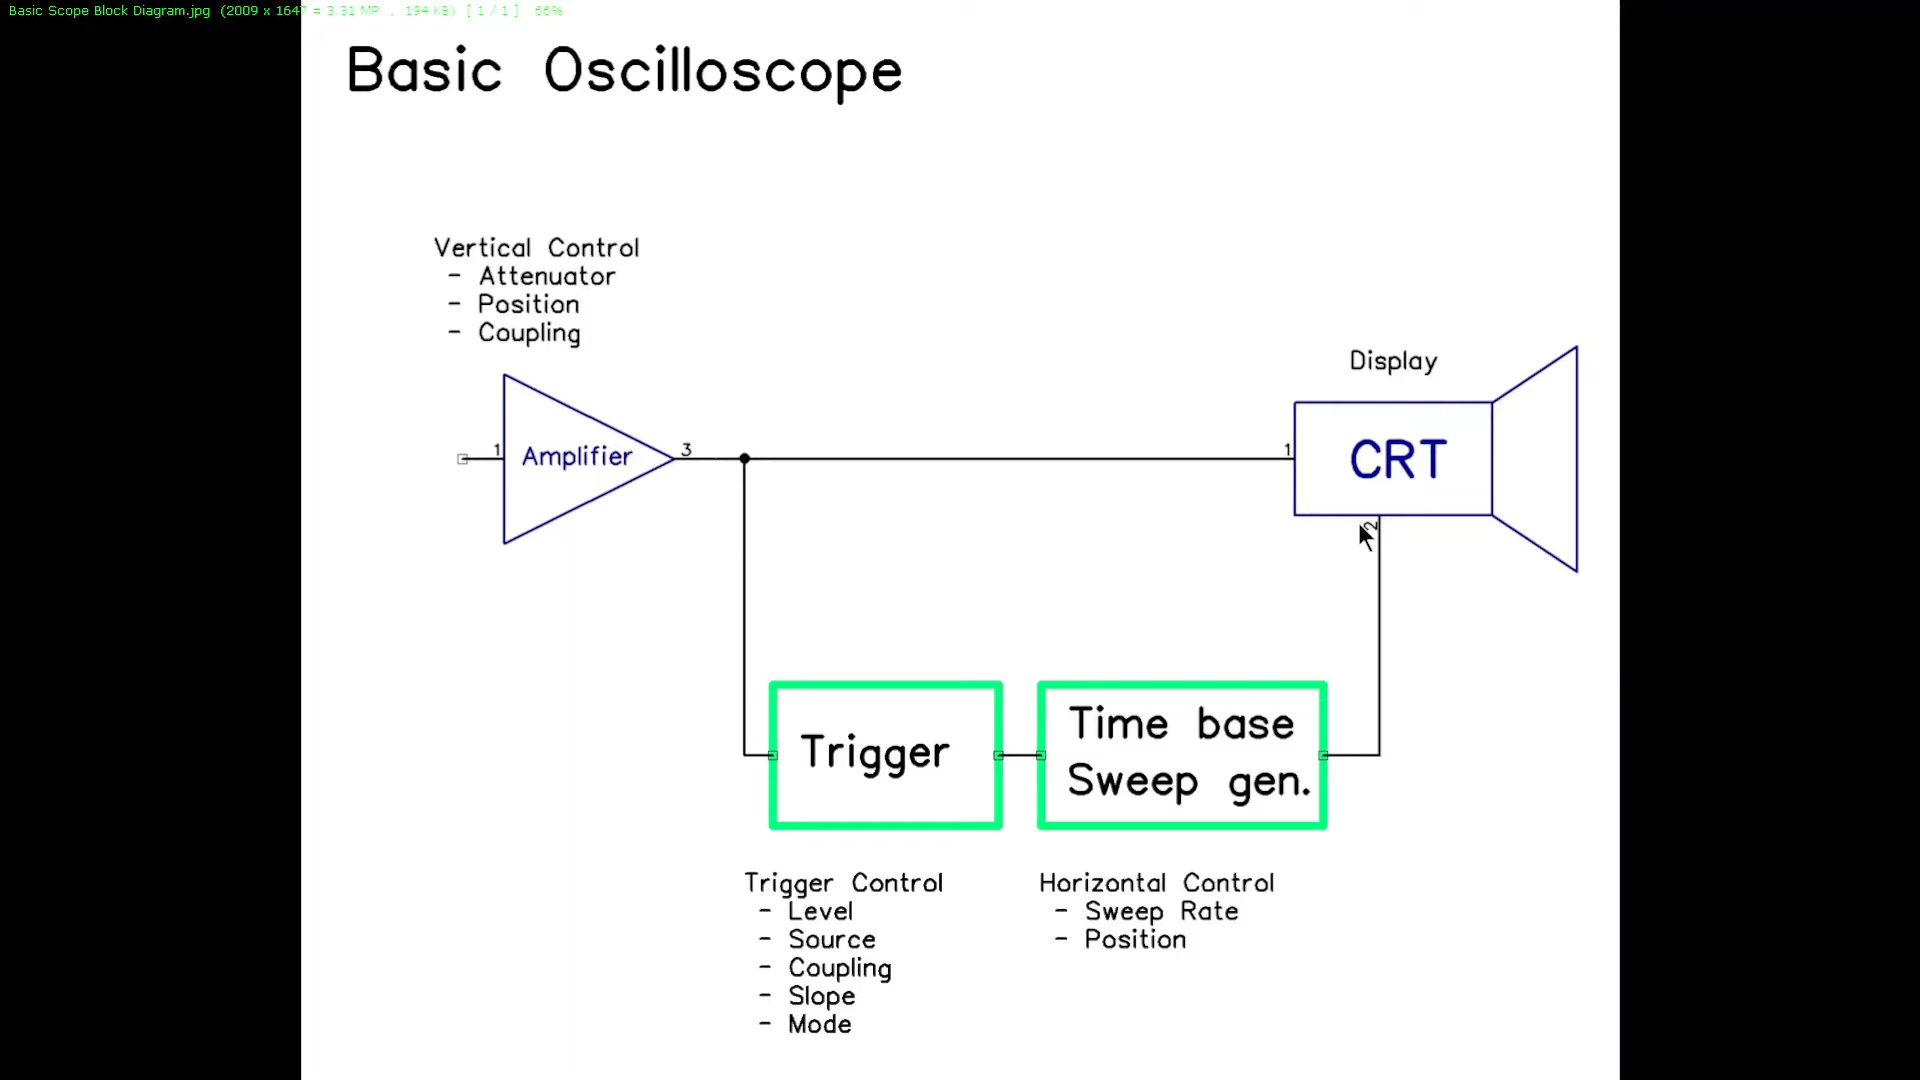 Basic Scope Block Diagram.jpg (2009 x 1647 = 3.31 MP , 194 KB) [ 1 / 1 ] 66%
Basic Oscilloscope
Vertical Control
- Attenuator
- Position
- Coupling
Display
1
Amplifier
3
1
CRT
2
Trigger
Time base
Sweep gen.
Trigger Control
- Level
- Source
- Coupling
- Slope
- Mode
Horizontal Control
- Sweep Rate
- Position